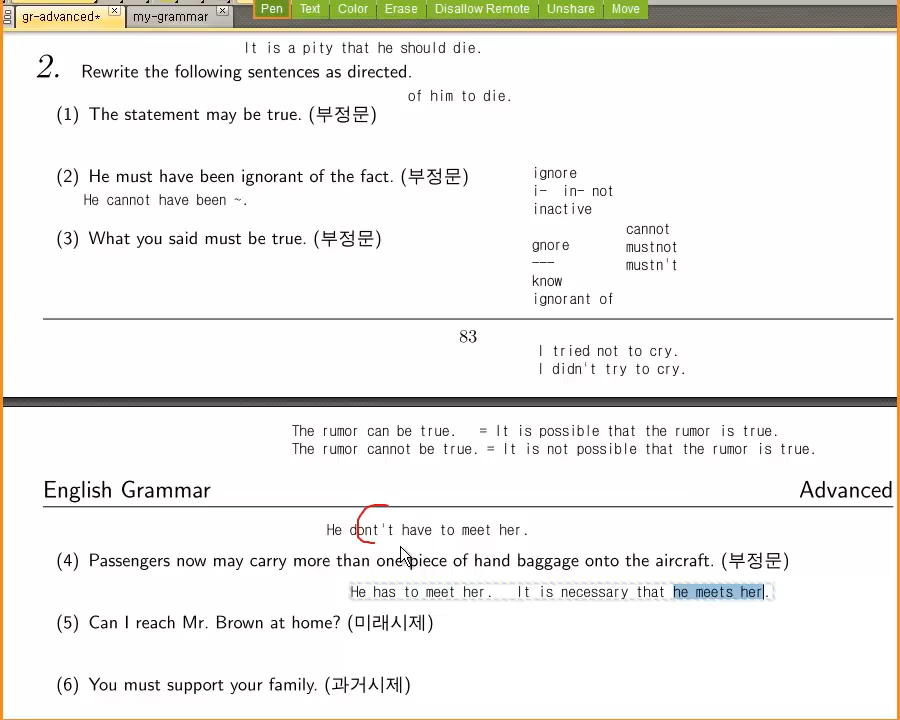 Pen Text Color Erase Disallow Remote Unshare Move
gr-advanced* my-grammar
It is a pity that he should die.
2. Rewrite the following sentences as directed.
of him to die.
(1) The statement may be true. (부정문)
(2) He must have been ignorant of the fact. (부정문)
He cannot have been ~.
(3) What you said must be true. (부정문)
ignore
i- in- not
inactive
gnore
---
know
ignorant of
cannot
mustnot
mustn't
83
I tried not to cry.
I didn't try to cry.
The rumor can be true. = It is possible that the rumor is true.
The rumor cannot be true. = It is not possible that the rumor is true.
English Grammar Advanced
He dont't have to meet her.
(4) Passengers now may carry more than one piece of hand baggage onto the aircraft. (부정문)
He has to meet her. It is necessary that he meets her.
(5) Can I reach Mr. Brown at home? (미래시제)
(6) You must support your family. (과거시제)